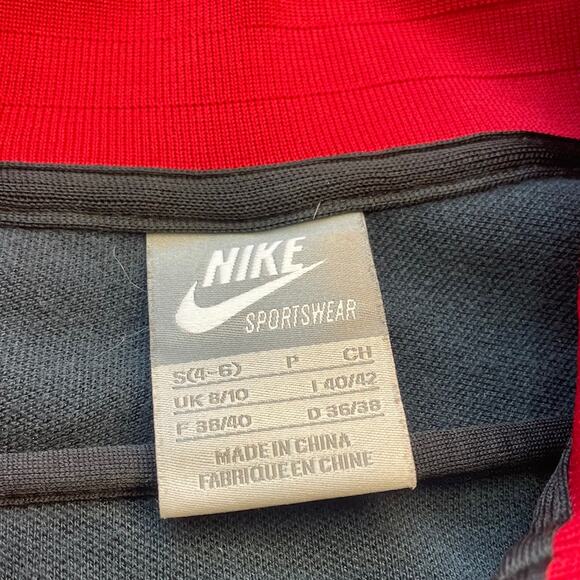 NIKE
SPORTSWEAR
S(4-6) P CH
UK 8/10 I 40/42
F 38/40 D 36/38
MADE IN CHINA
FABRIQUE EN CHINE